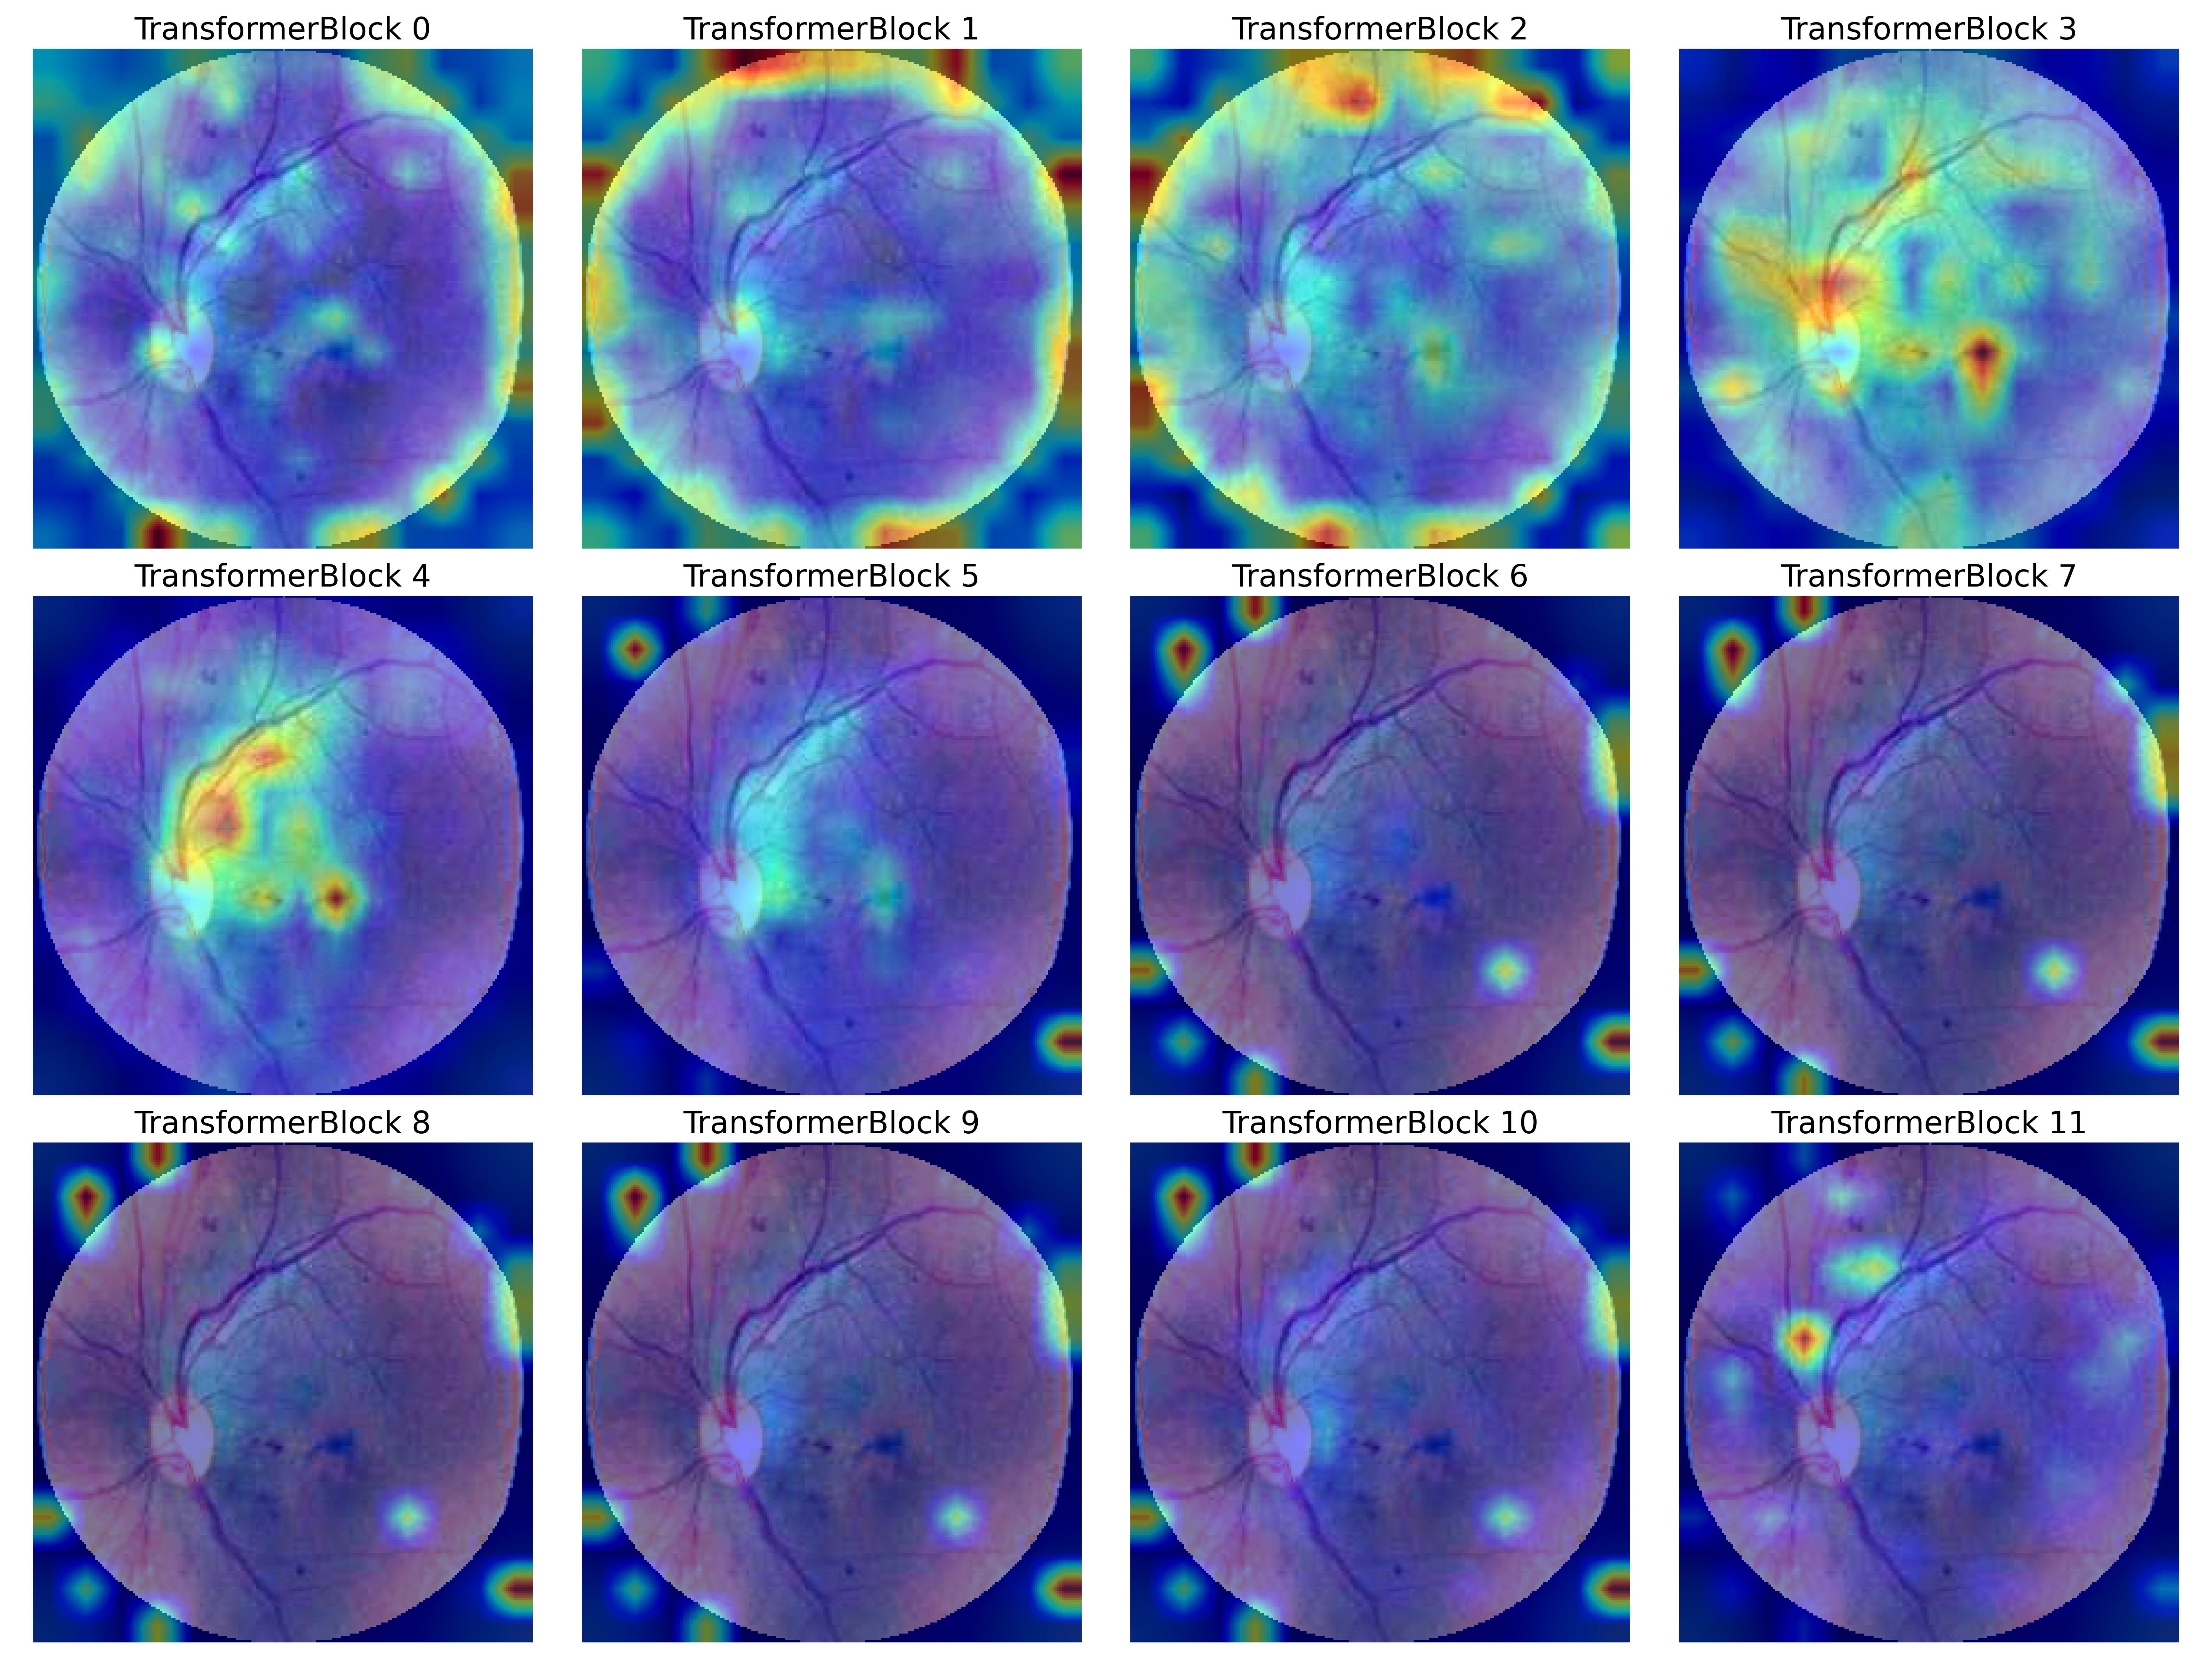 TransformerBlock 0
TransformerBlock 1
TransformerBlock 2
TransformerBlock 3
TransformerBlock 4
TransformerBlock 5
TransformerBlock 6
TransformerBlock 7
TransformerBlock 8
TransformerBlock 9
TransformerBlock 10
TransformerBlock 11